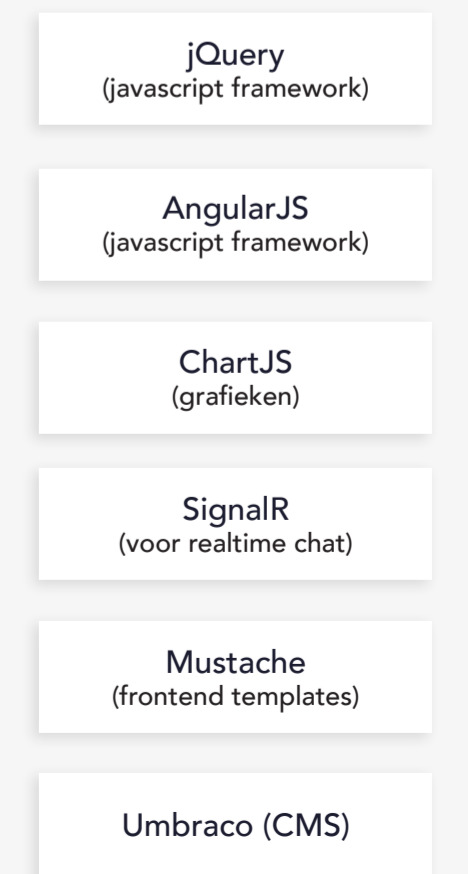 jQuery
(javascript framework)
AngularJS
(javascript framework)
ChartJS
(grafieken)
SignalR
(voor realtime chat)
Mustache
(frontend templates)
Umbraco (CMS)